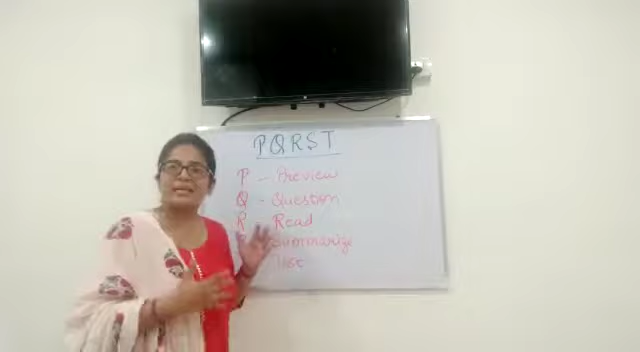 PQRST
P - Preview
Q - Question
R - Read
Summarize
Test